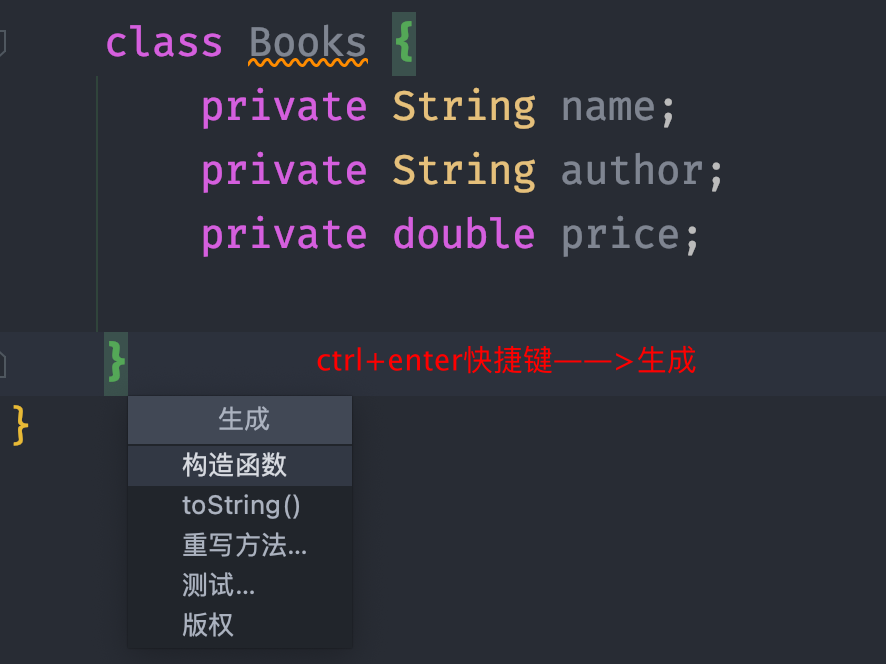 class Books {
private String name;
private String author;
private double price;
} ctrl+enter快捷键——>生成
}
生成
构造函数
toString()
重写方法...
测试...
版权